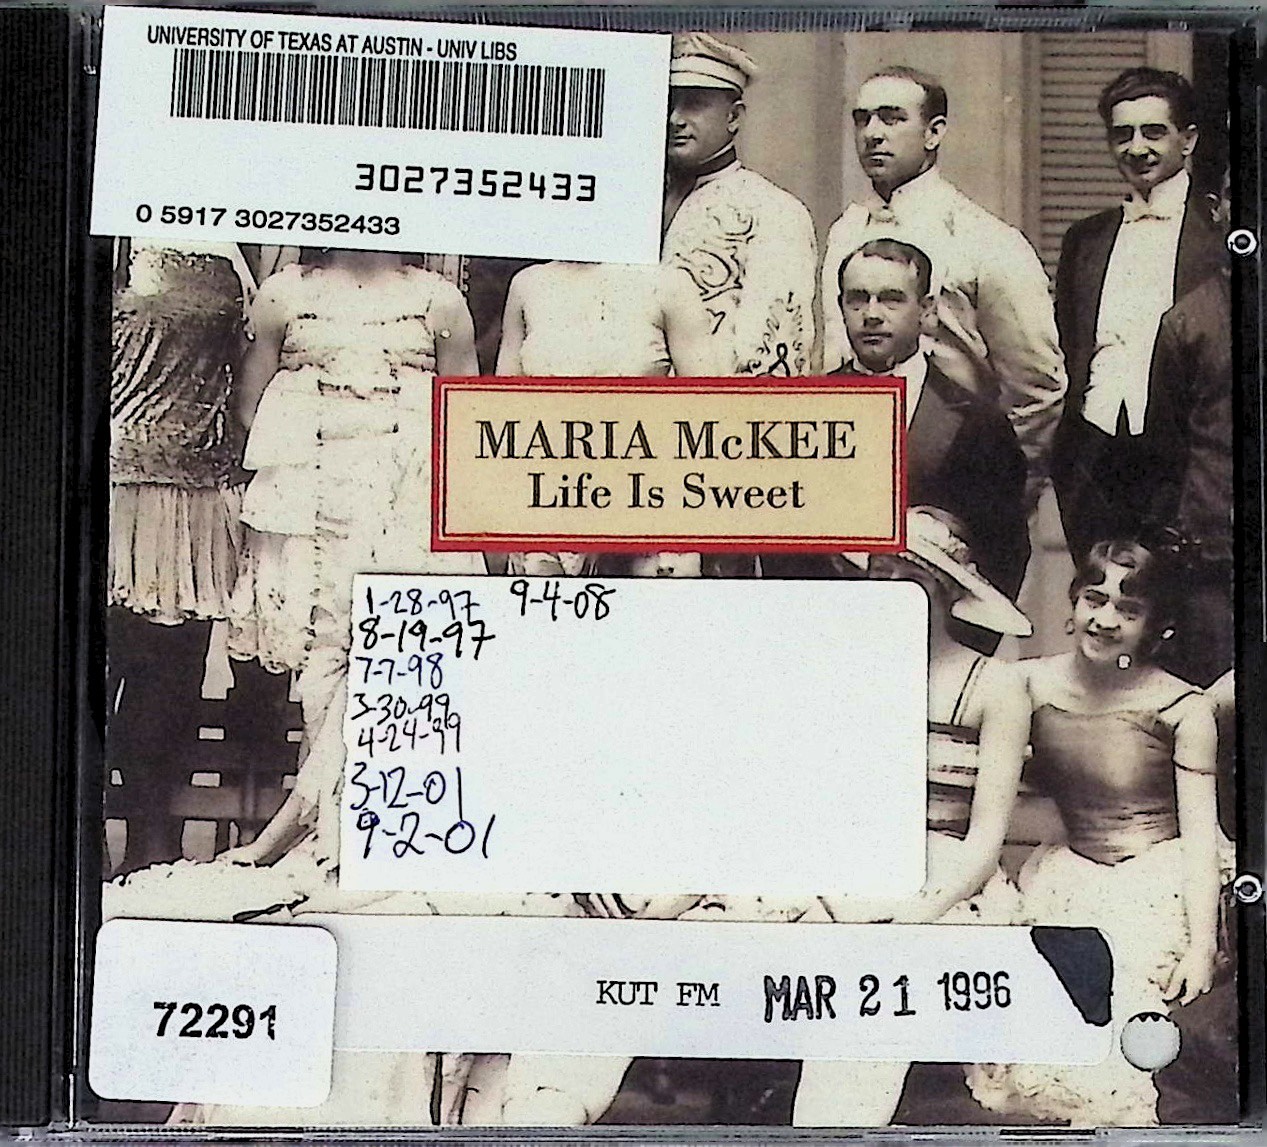 UNIVERSITY OF TEXAS AT AUSTIN - UNIV LIBS
3027352433
0 5917 3027352433
MARIA McKEE
Life Is Sweet
1-28-97 9-4-08
8-19-97
7-7-98
3-30-99
4-24-99
3-12-01
9-2-01
72291
KUT FM MAR 21 1996